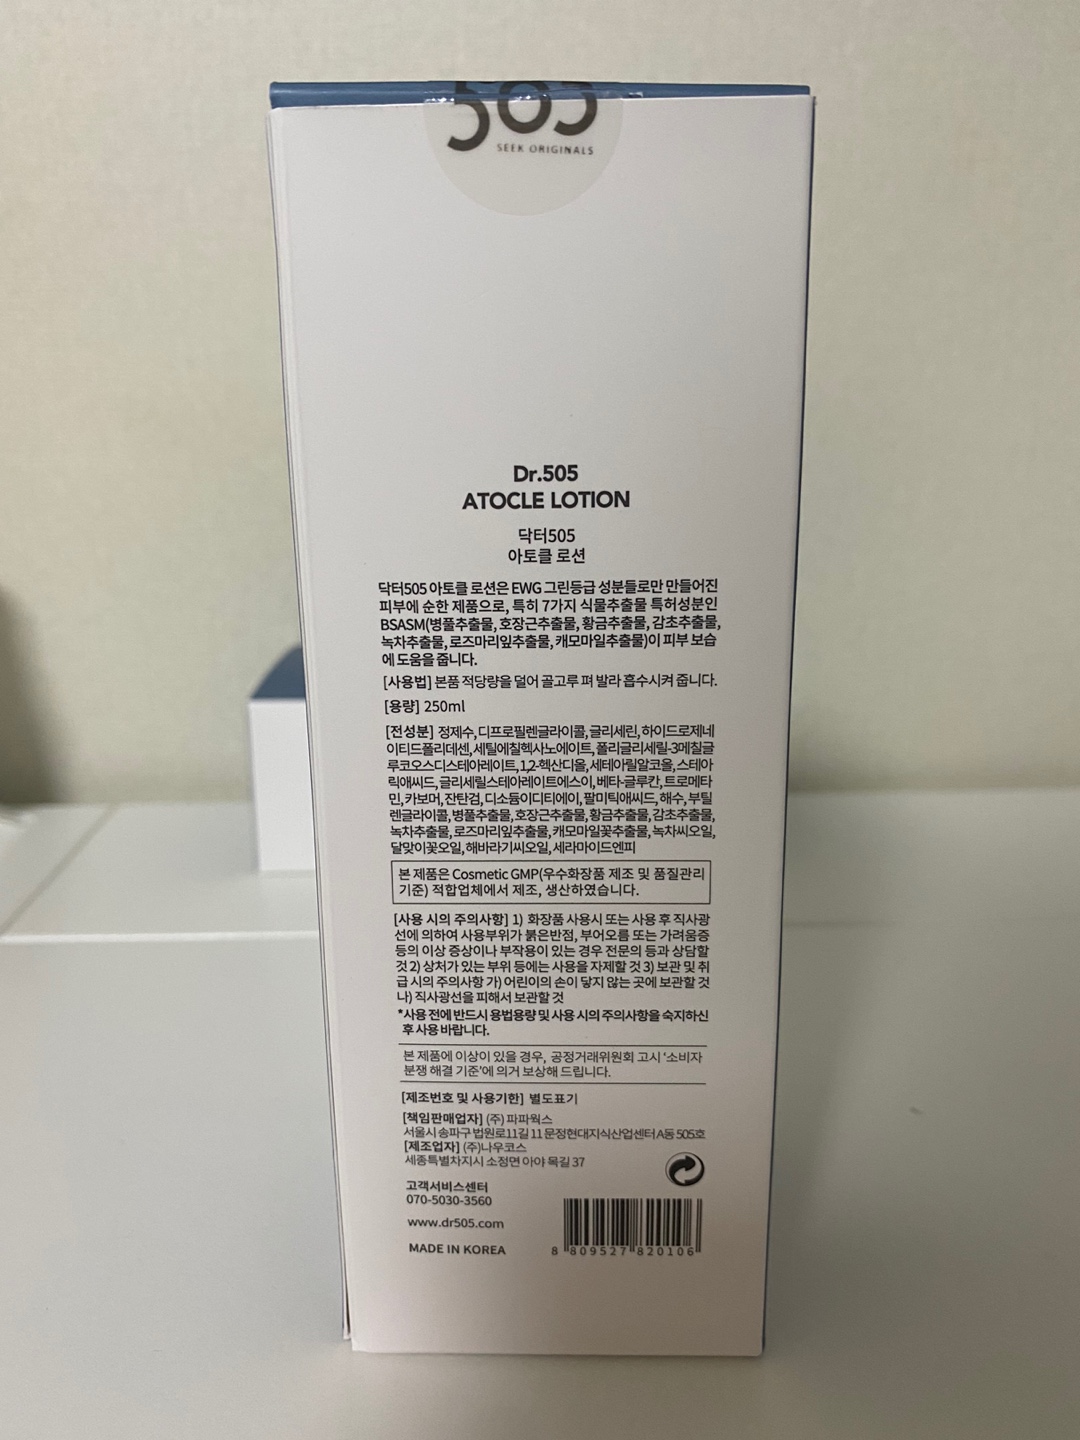 505
SEEK ORIGINALS
Dr.505
ATOCLE LOTION
닥터505
아토클 로션
닥터505 아토클 로션은 EWG 그린등급 성분들로만 만들어진
피부에 순한 제품으로, 특히 7가지 식물추출물 특허성분인
BSASM(병풀추출물, 호장근추출물, 황금추출물, 감초추출물,
녹차추출물, 로즈마리잎추출물, 캐모마일추출물)이 피부 보습
에 도움을 줍니다.
[사용법] 본품 적당량을 덜어 골고루 펴 발라 흡수시켜 줍니다.
[용량] 250ml
[전성분] 정제수, 디프로필렌글라이콜, 글리세린, 하이드로제네
이티드폴리데센, 세틸에칠헥사노에이트, 폴리글리세릴-3메칠글
루코오스디스테아레이트, 1,2-헥산디올, 세테아릴알코올, 스테아
릭애씨드, 글리세릴스테아레이트에스이, 베타-글루칸, 트로메타
민, 카보머, 잔탄검, 디소듐이디티에이, 팔미틱애씨드, 해수, 부틸
렌글라이콜, 병풀추출물, 호장근추출물, 황금추출물, 감초추출물,
녹차추출물, 로즈마리잎추출물, 캐모마일꽃추출물, 녹차씨오일,
달맞이꽃오일, 해바라기씨오일, 세라마이드엔피
본 제품은 Cosmetic GMP(우수화장품 제조 및 품질관리
기준) 적합업체에서 제조, 생산하였습니다.
[사용 시의 주의사항] 1) 화장품 사용시 또는 사용 후 직사광
선에 의하여 사용부위가 붉은반점, 부어오름 또는 가려움증
등의 이상 증상이나 부작용이 있는 경우 전문의 등과 상담할
것 2) 상처가 있는 부위 등에는 사용을 자제할 것 3) 보관 및 취
급 시의 주의사항 가) 어린이의 손이 닿지 않는 곳에 보관할 것
나) 직사광선을 피해서 보관할 것
*사용 전에 반드시 용법용량 및 사용 시의 주의사항을 숙지하신
후 사용 바랍니다.
본 제품에 이상이 있을 경우, 공정거래위원회 고시 '소비자
분쟁 해결 기준'에 의거 보상해 드립니다.
[제조번호 및 사용기한] 별도표기
[책임판매업자] (주) 파파웍스
서울시 송파구 법원로11길 11 문정현대지식산업센터 A동 505호
[제조업자] (주)나우코스
세종특별자치시 소정면 아야 목길 37
고객서비스센터
070-5030-3560
www.dr505.com
MADE IN KOREA
8 809527 820106